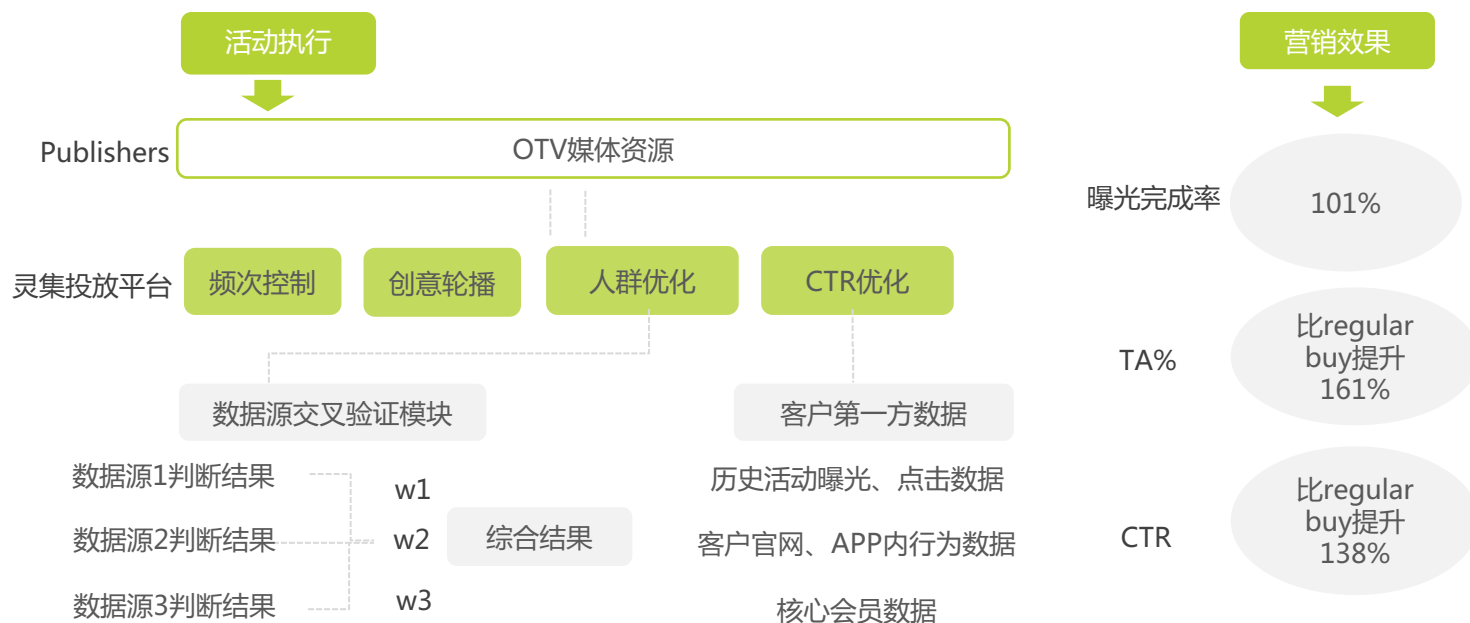 活动执行
Publishers
OTV媒体资源
灵集投放平台
频次控制
创意轮播
人群优化
CTR优化
数据源交叉验证模块
客户第一方数据
数据源1判断结果
w1
历史活动曝光、点击数据
数据源2判断结果
w2
综合结果
客户官网、APP内行为数据
数据源3判断结果
w3
核心会员数据
营销效果
曝光完成率
101%
TA%
比regular
buy提升
161%
CTR
比regular
buy提升
138%